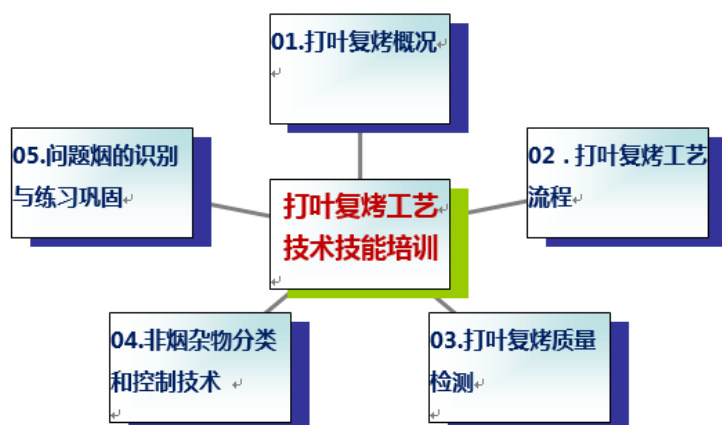 01.打叶复烤概况
05.问题烟的识别
与练习巩固
02．打叶复烤工艺
流程
打叶复烤工艺
技术技能培训
04.非烟杂物分类
和控制技术
03.打叶复烤质量
检测